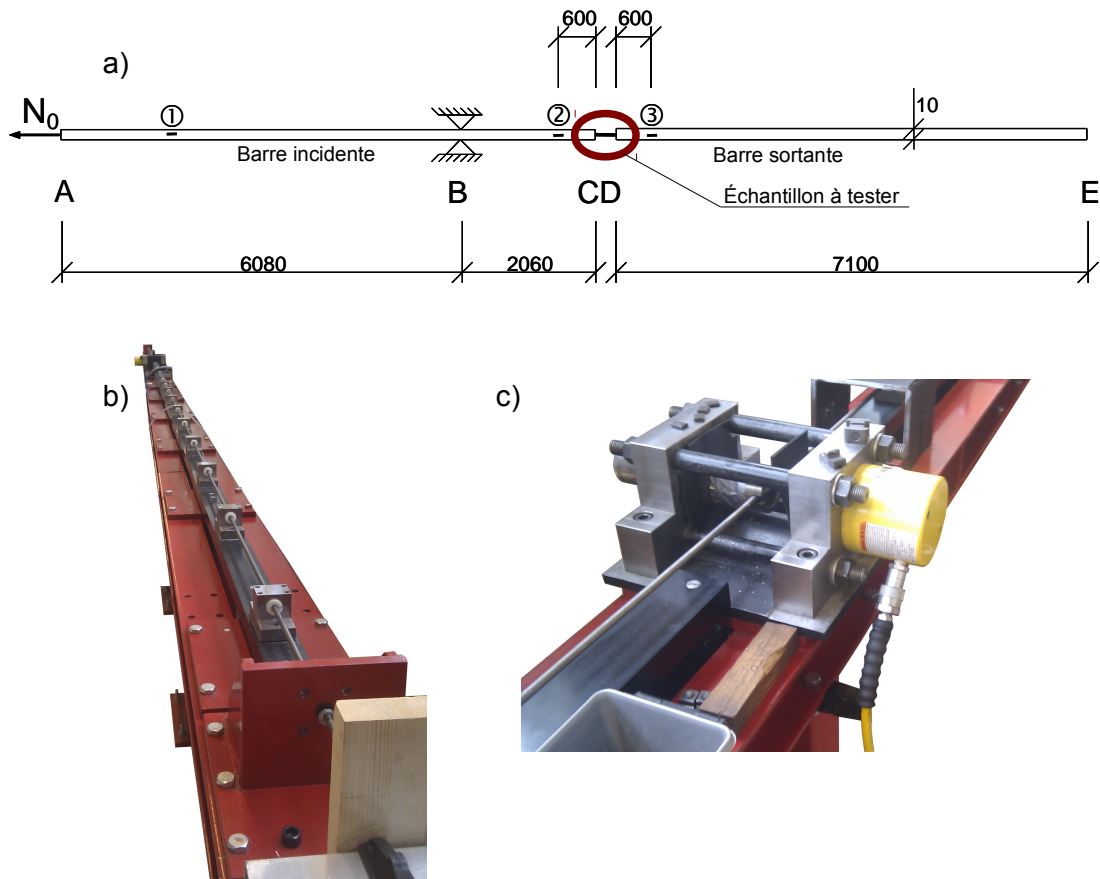 600 600
a)
10
N₀ ① ② ③
Barre incidente Barre sortante
Échantillon à tester
A B CD E
6080 2060 7100
b)
c)